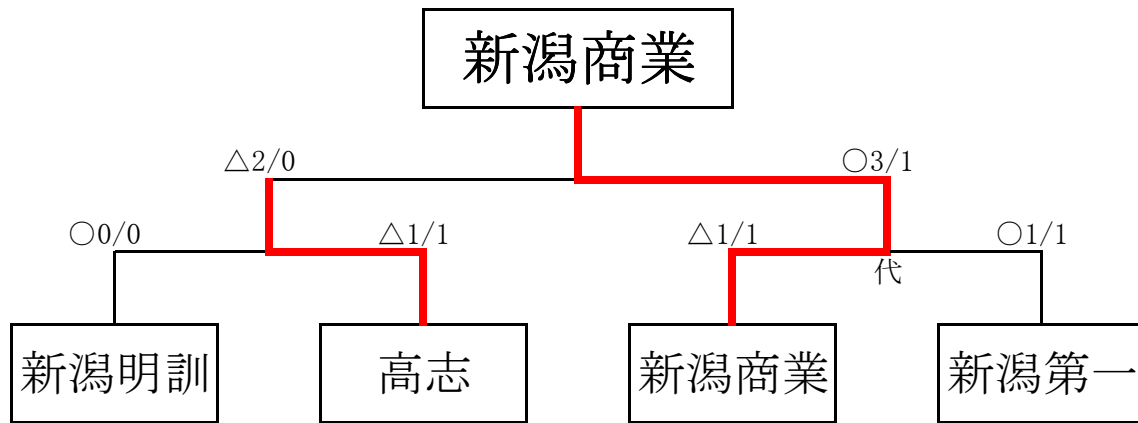 新潟商業
△2/0 ○3/1
○0/0 △1/1 △1/1 ○1/1
代
新潟明訓 高志 新潟商業 新潟第一